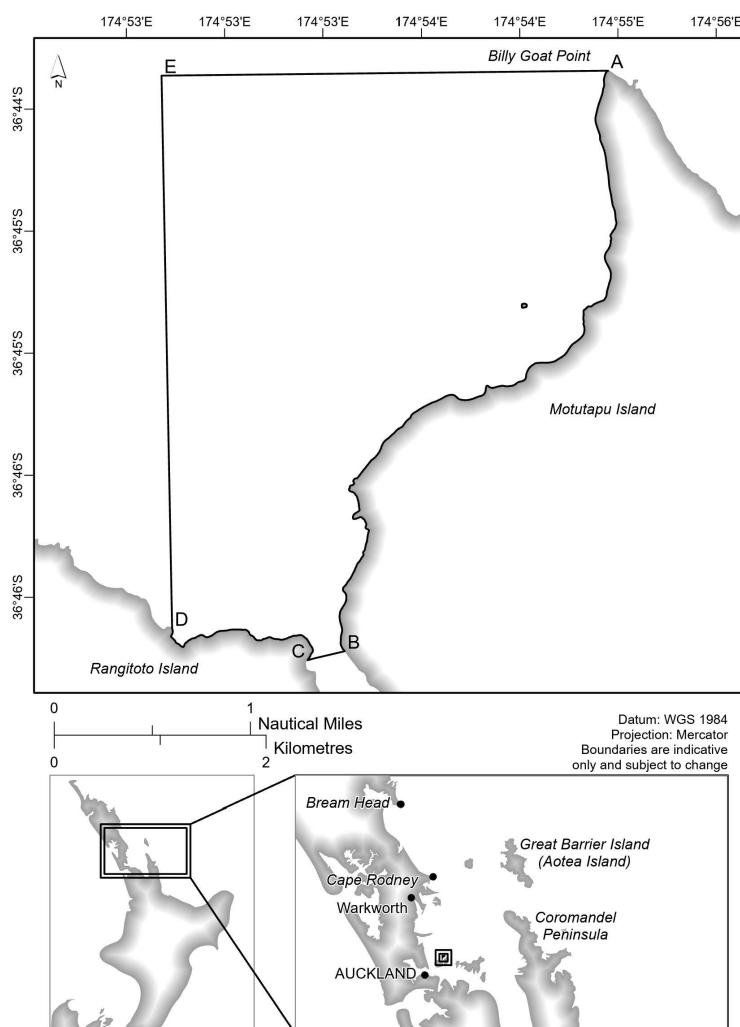 174°53'E 174°53'E 174°53'E 174°54'E 174°54'E 174°55'E 174°56'E
Billy Goat Point
A
E
N
36°44'S
36°45'S
36°45'S
Motutapu Island
36°46'S
36°46'S
D
B
C
Rangitoto Island
0 1
Nautical Miles
Kilometres
0 2
Datum: WGS 1984
Projection: Mercator
Boundaries are indicative
only and subject to change
Bream Head
Great Barrier Island
(Aotea Island)
Cape Rodney
Warkworth
Coromandel
Peninsula
AUCKLAND